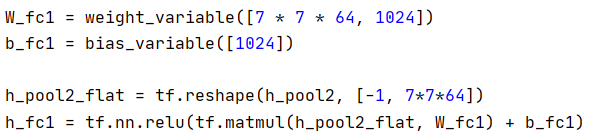 W_fc1 = weight_variable([7 * 7 * 64, 1024])
b_fc1 = bias_variable([1024])
h_pool2_flat = tf.reshape(h_pool2, [-1, 7*7*64])
h_fc1 = tf.nn.relu(tf.matmul(h_pool2_flat, W_fc1) + b_fc1)